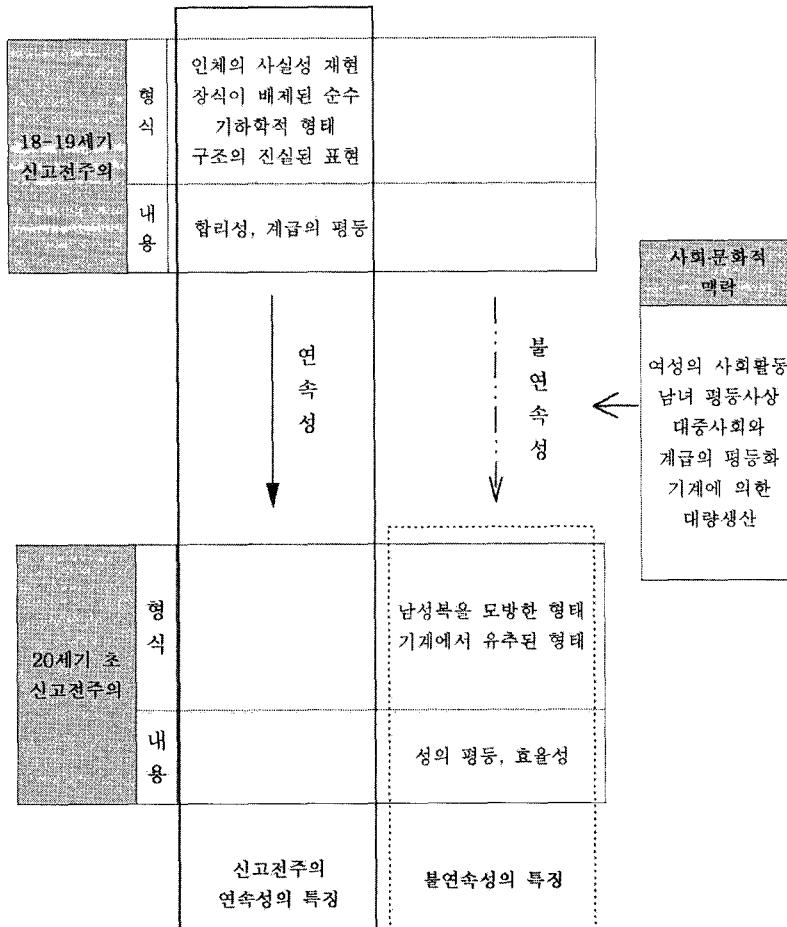 18-19세기
신고전주의
형
식
인체의 사실성 재현
장식이 배제된 순수
기하학적 형태
구조의 진실된 표현
내
용
합리성, 계급의 평등
연
속
성
불
연
속
성
사회문화적
맥락
여성의 사회활동
남녀 평등사상
대중사회와
계급의 평등화
기계에 의한
대량생산
20세기 초
신고전주의
형
식
남성복을 모방한 형태
기계에서 유추된 형태
내
용
성의 평등, 효율성
신고전주의
연속성의 특징
불연속성의 특징